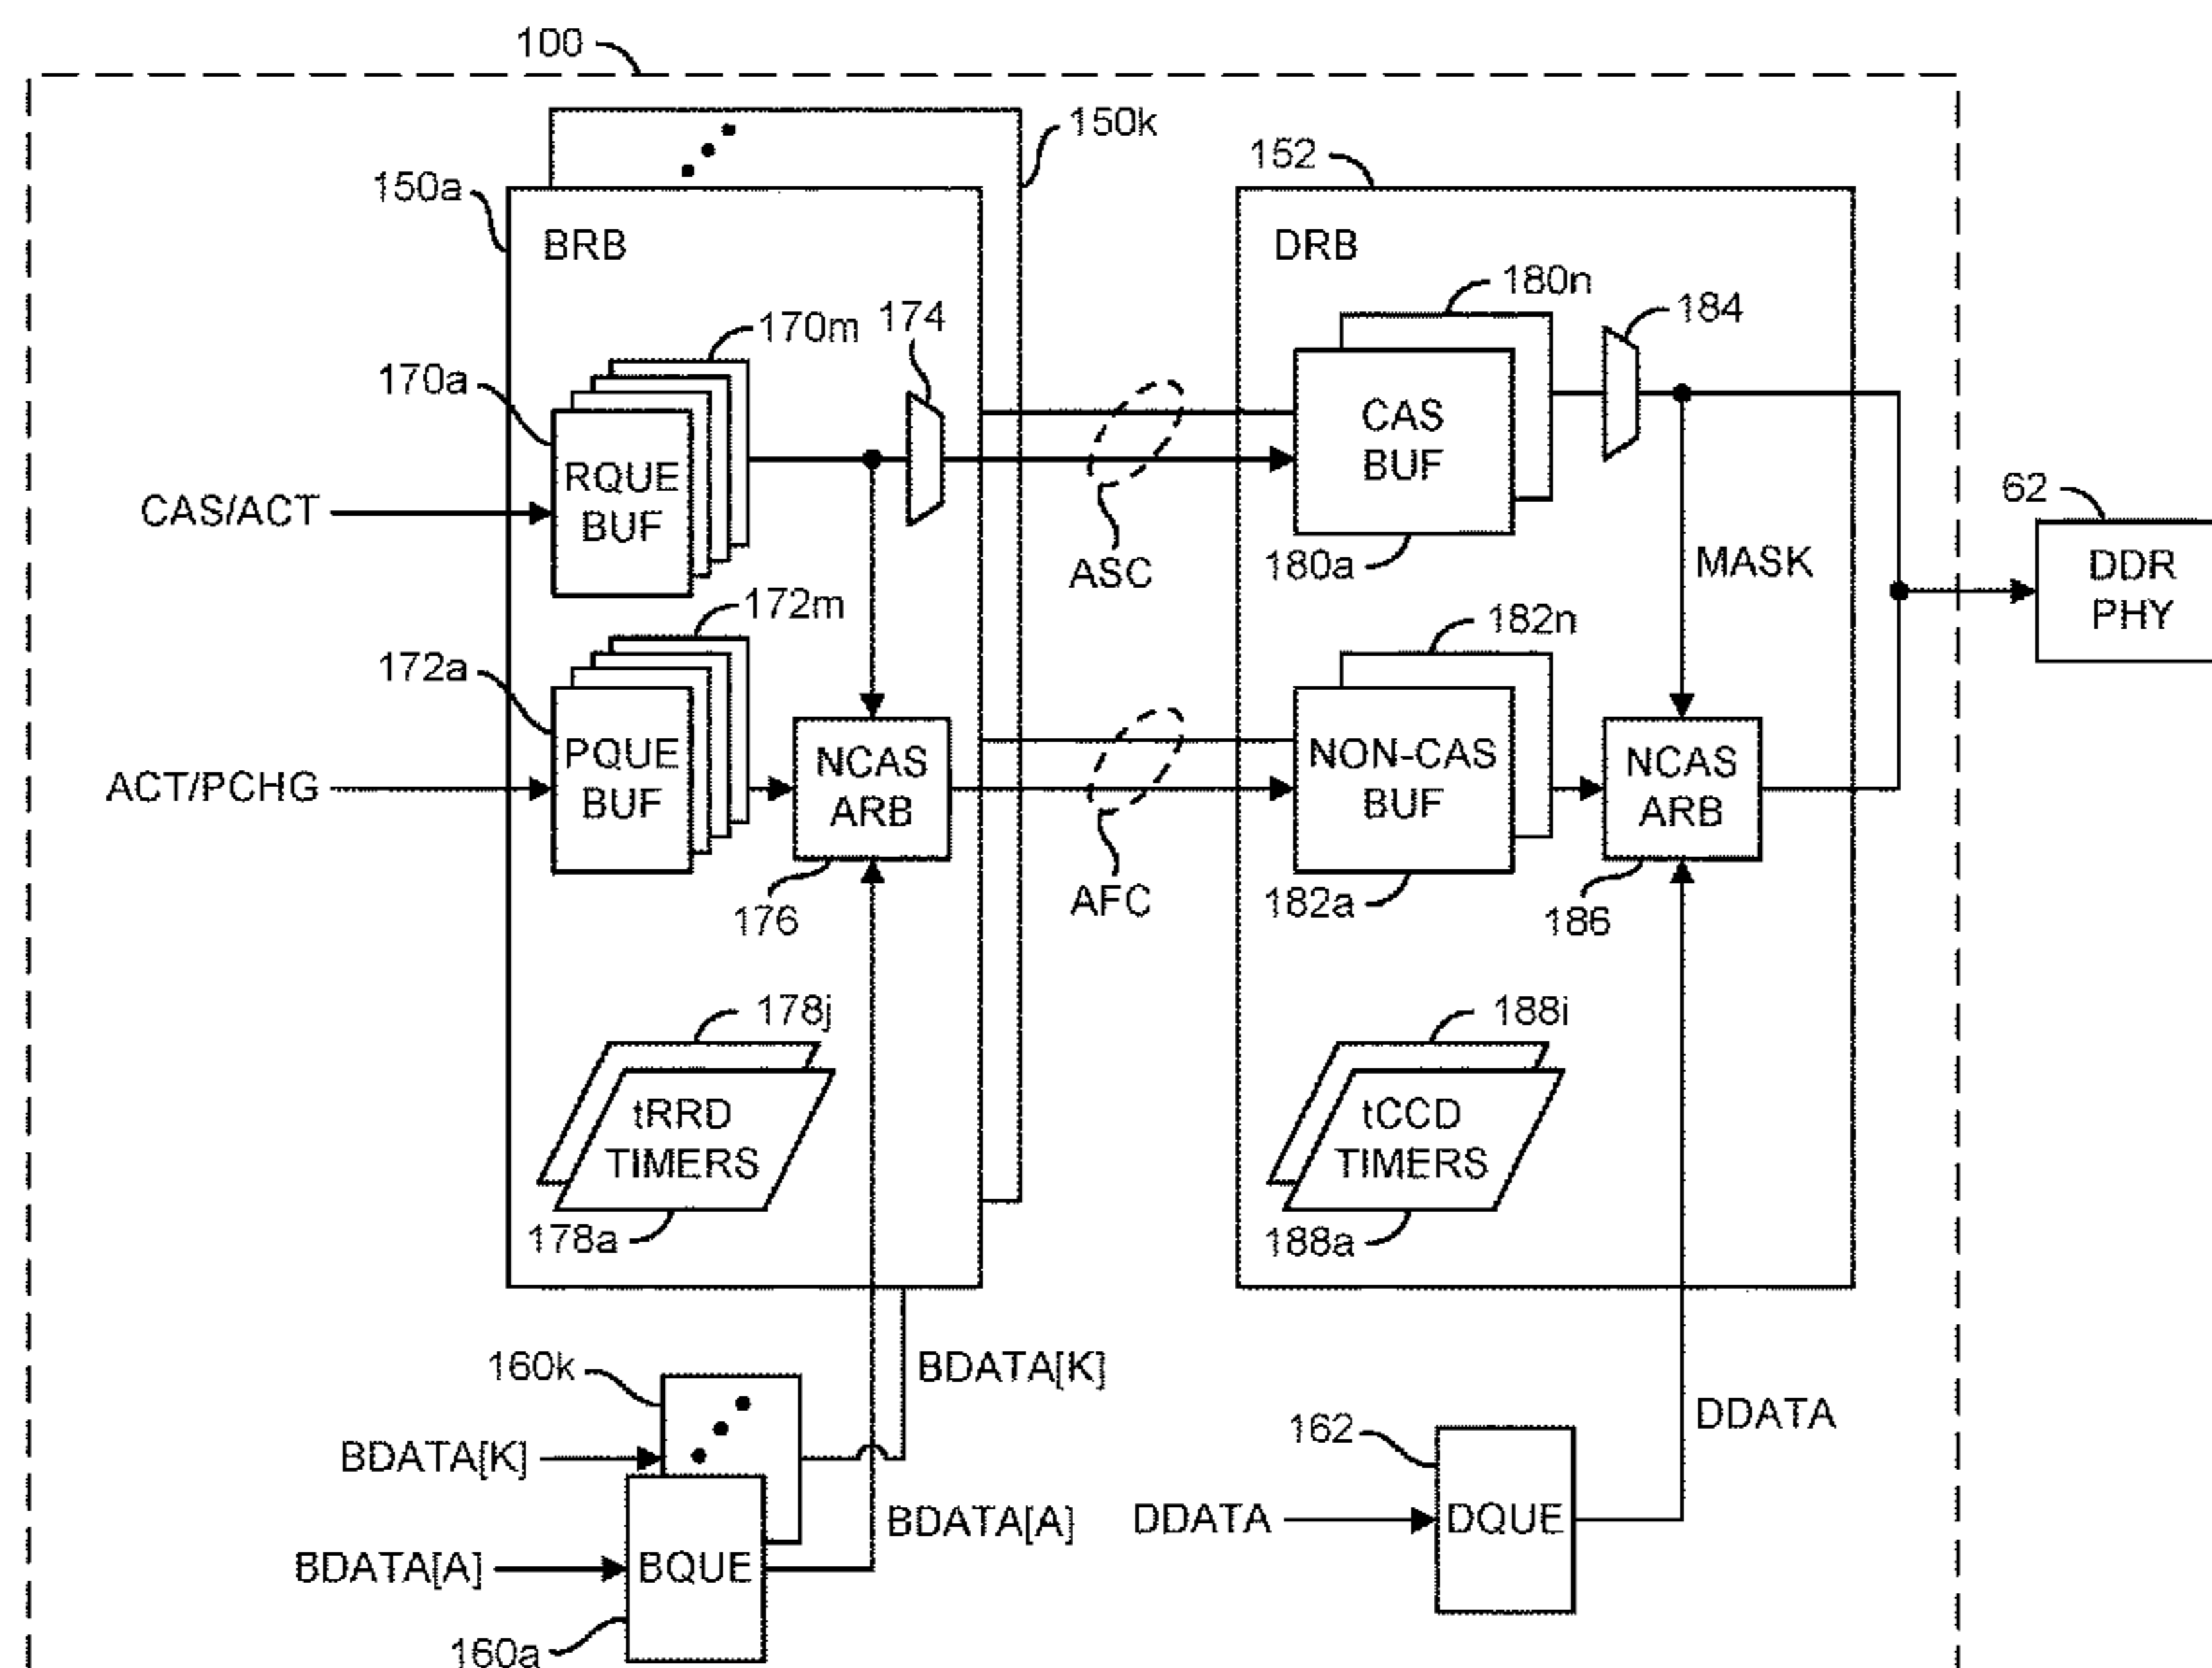 100
150k
152
150a
BRB
DRB
180n
170m
174
184
170a
CAS
BUF
RQUE
BUF
62
CAS/ACT
DDR
PHY
ASC
180a
MASK
172m
182n
172a
PQUE
BUF
NCAS
ARB
NON-CAS
BUF
NCAS
ARB
ACT/PCHG
176
AFC
182a
186
178j
188i
tRRD
TIMERS
tCCD
TIMERS
178a
188a
160k
BDATA[K]
162
DDATA
BDATA[K]
BDATA[A]
DDATA
DQUE
BDATA[A]
BQUE
160a